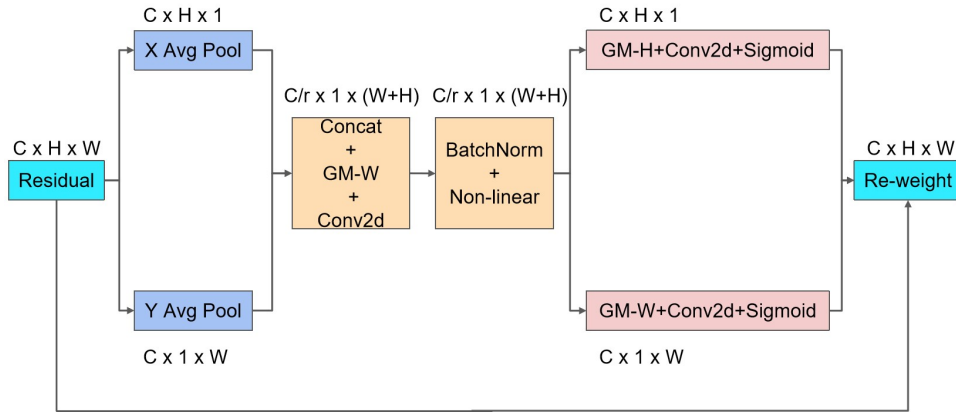 C x H x 1
X Avg Pool
C x H x W
Residual
Y Avg Pool
C x 1 x W
C/r x 1 x (W+H)
Concat
+
GM-W
+
Conv2d
C/r x 1 x (W+H)
BatchNorm
+
Non-linear
C x H x 1
GM-H+Conv2d+Sigmoid
GM-W+Conv2d+Sigmoid
C x 1 x W
C x H x W
Re-weight